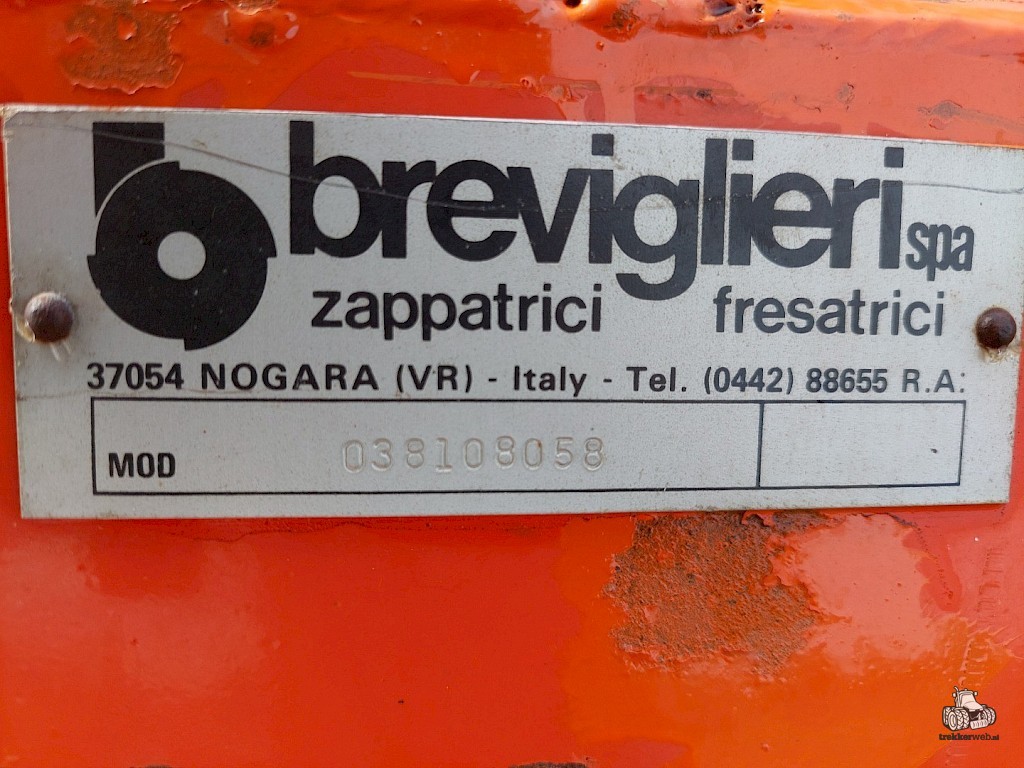 breviglieri spa
zappatrici fresatrici
37054 NOGARA (VR) - Italy - Tel. (0442) 88655 R.A.
MOD 038108058
trekkerweb.nl